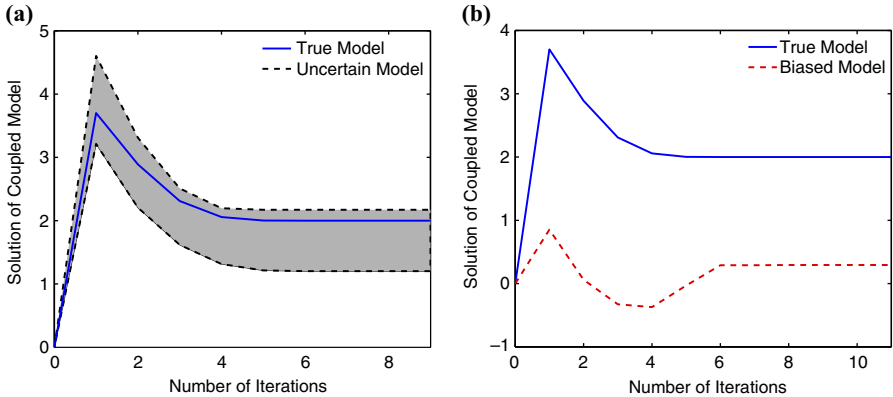 (a)
5
4
3
2
1
0
0
2
4
6
8
Solution of Coupled Model
Number of Iterictions
True Model
Uncertain Model
(b)
4
3
2
1
0
−1
0
2
4
6
8
10
Solution of Coupled Model
Number of Iterations
True Model
Biased Model